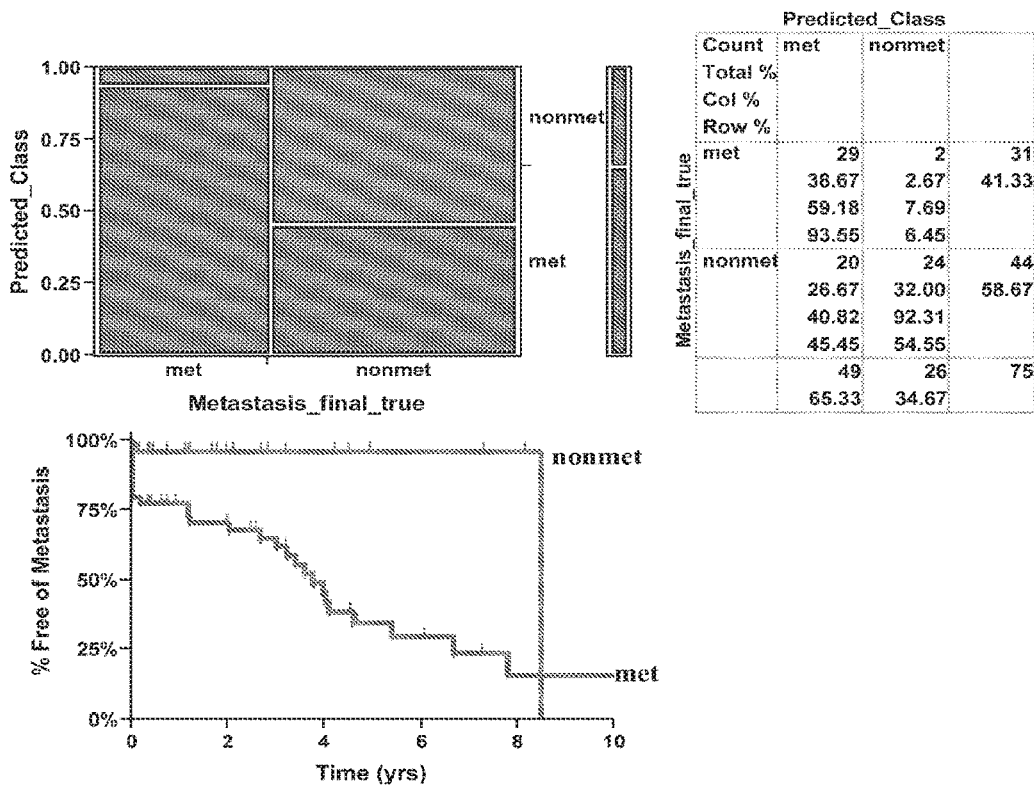 Predicted_Class
1.00
0.75
0.50
0.25
0.00
nonmet
met
met
nonmet
Metastasis_final_true
Predicted_Class
Count met nonmet
Total %
Col %
Row %
Metastasis_final_true
met 29 2 31
38.67 2.67 41.33
59.18 7.69
93.55 6.45
nonmet 20 24 44
26.67 32.00 58.67
40.82 92.31
45.45 54.55
49 26 75
65.33 34.67
% Free of Metastasis
100%
75%
50%
25%
0%
nonmet
met
0 2 4 6 8 10
Time (yrs)